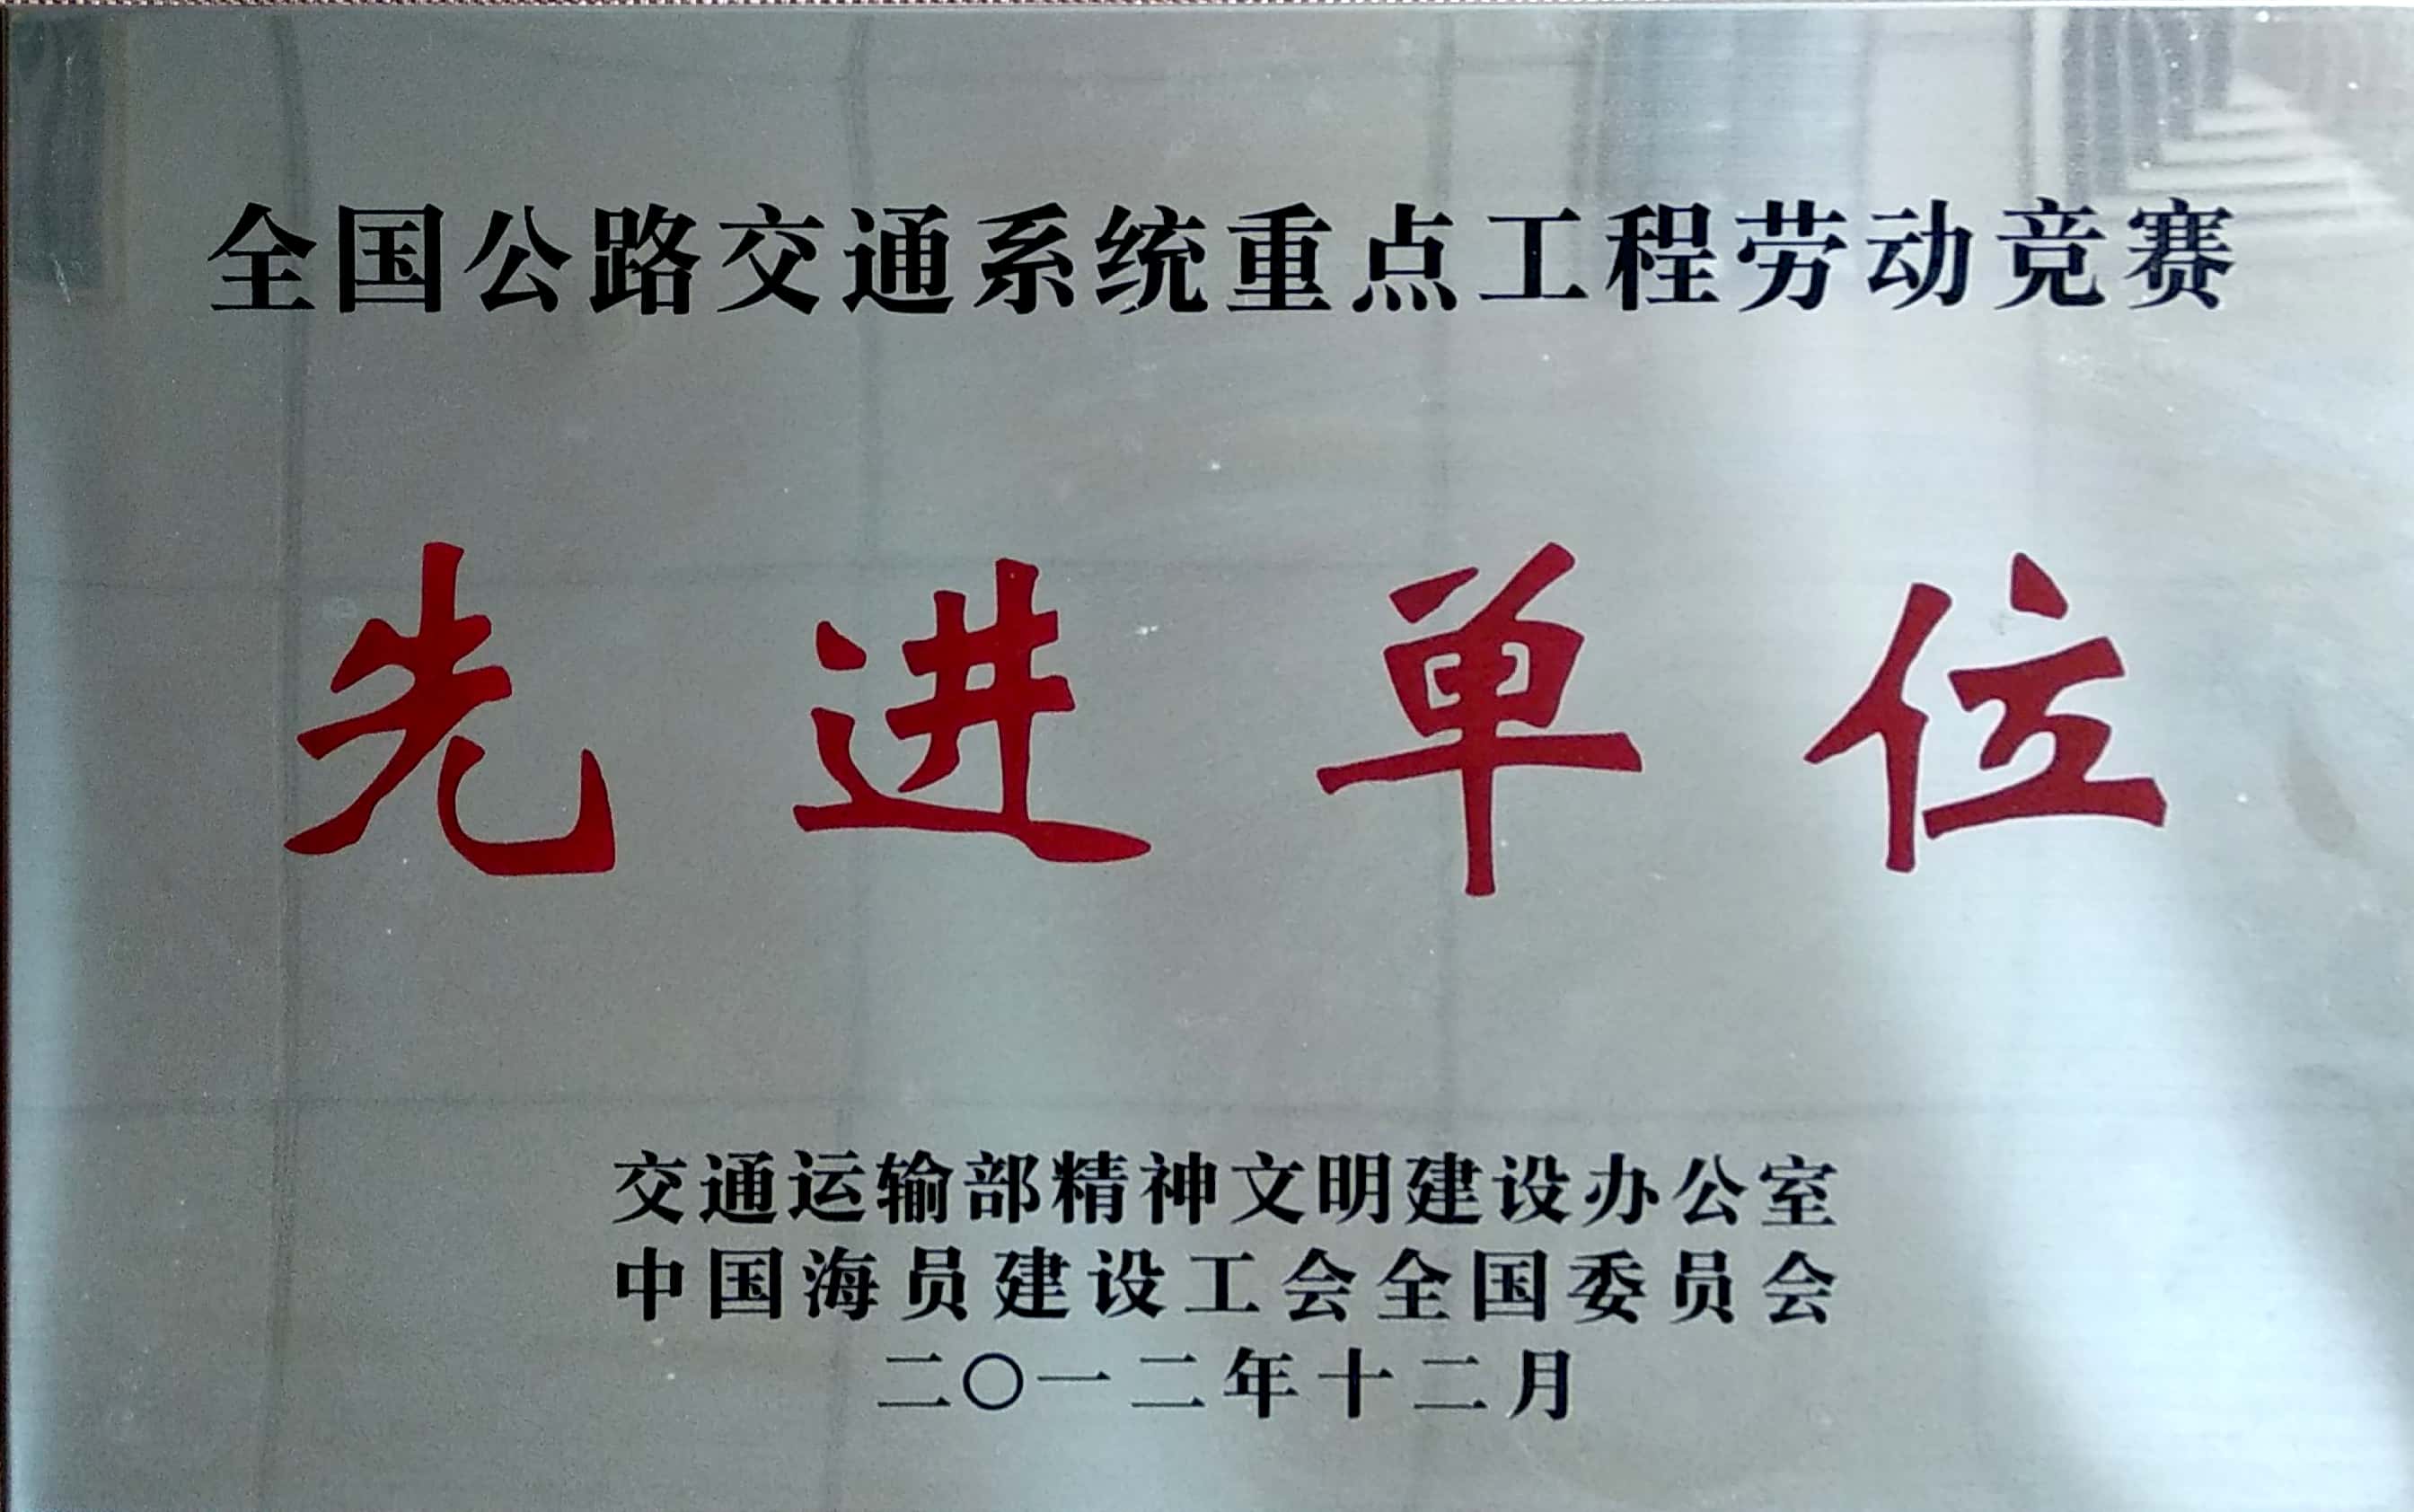 全国公路交通系统重点工程劳动竞赛
先进单位
交通运输部精神文明建设办公室
中国海员建设工会全国委员会
二〇一二年十二月